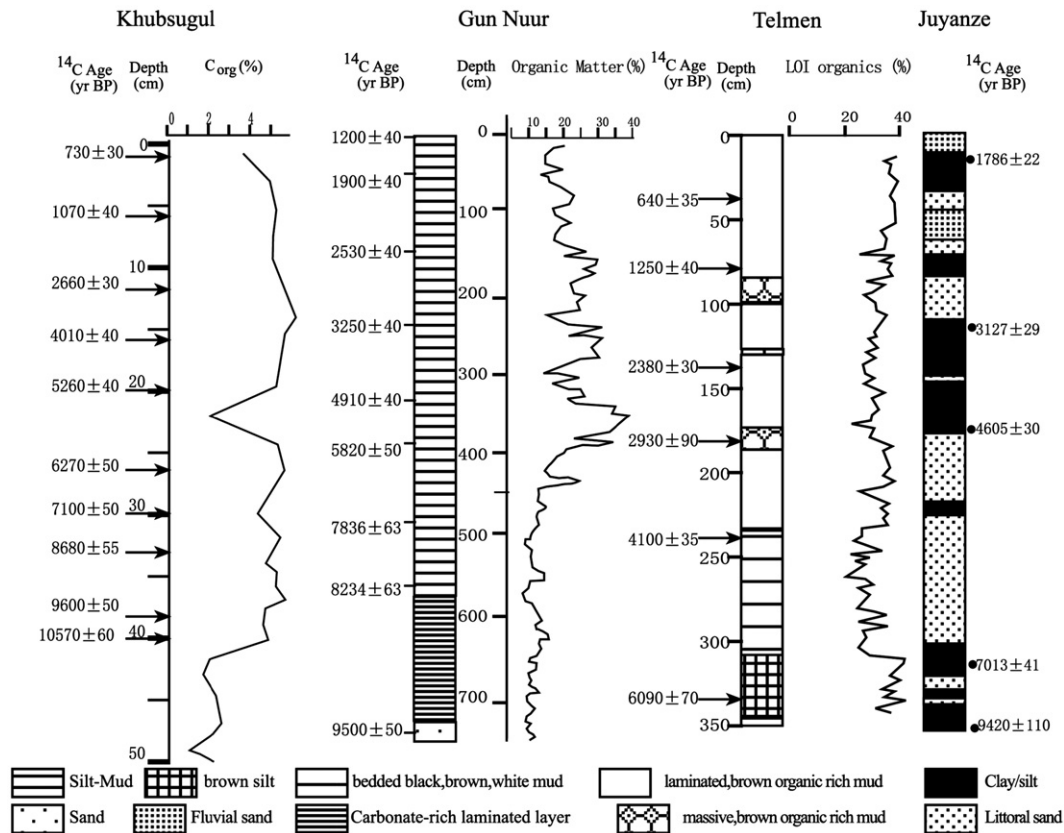 Khubsugul
Gun Nuur
Telmen
Juyanze
14C Age
(yr BP)
Depth
(cm)
Corg (%)
14C Age
(yr BP)
Depth
(cm)
Organic Matter(%)
14C Age
(yr BP)
Depth
(cm)
LOI organics (%)
14C Age
(yr BP)
0 2 4
10 20 30 40
0 20 40
0
10
20
30
40
50
730±30
1070±40
2660±30
4010±40
5260±40
6270±50
7100±50
8680±55
9600±50
10570±60
1200±40
1900±40
2530±40
3250±40
4910±40
5820±50
7836±63
8234±63
9500±50
0
100
200
300
400
500
600
700
640±35
1250±40
2380±30
2930±90
4100±35
6090±70
0
50
100
150
200
250
300
350
1786±22
3127±29
4605±30
7013±41
9420±110
Silt-Mud
brown silt
bedded black,brown,white mud
laminated,brown organic rich mud
Clay/silt
Sand
Fluvial sand
Carbonate-rich laminated layer
massive,brown organic rich mud
Littoral sand